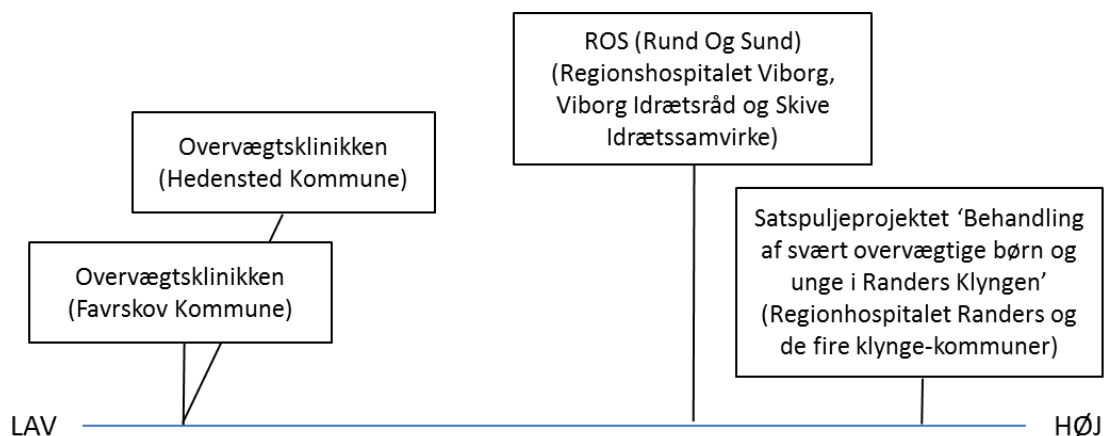 ROS (Rund Og Sund)
(Regionshospitalet Viborg,
Viborg Idrætsråd og Skive
Idrætssamvirke)
Overvægtsklinikken
(Hedensted Kommune)
Satspuljeprojektet ‘Behandling
af svært overvægtige børn og
unge i Randers Klyngen’
(Regionhospitalet Randers og
de fire klynge-kommuner)
Overvægtsklinikken
(Favrskov Kommune)
LAV
HØJ